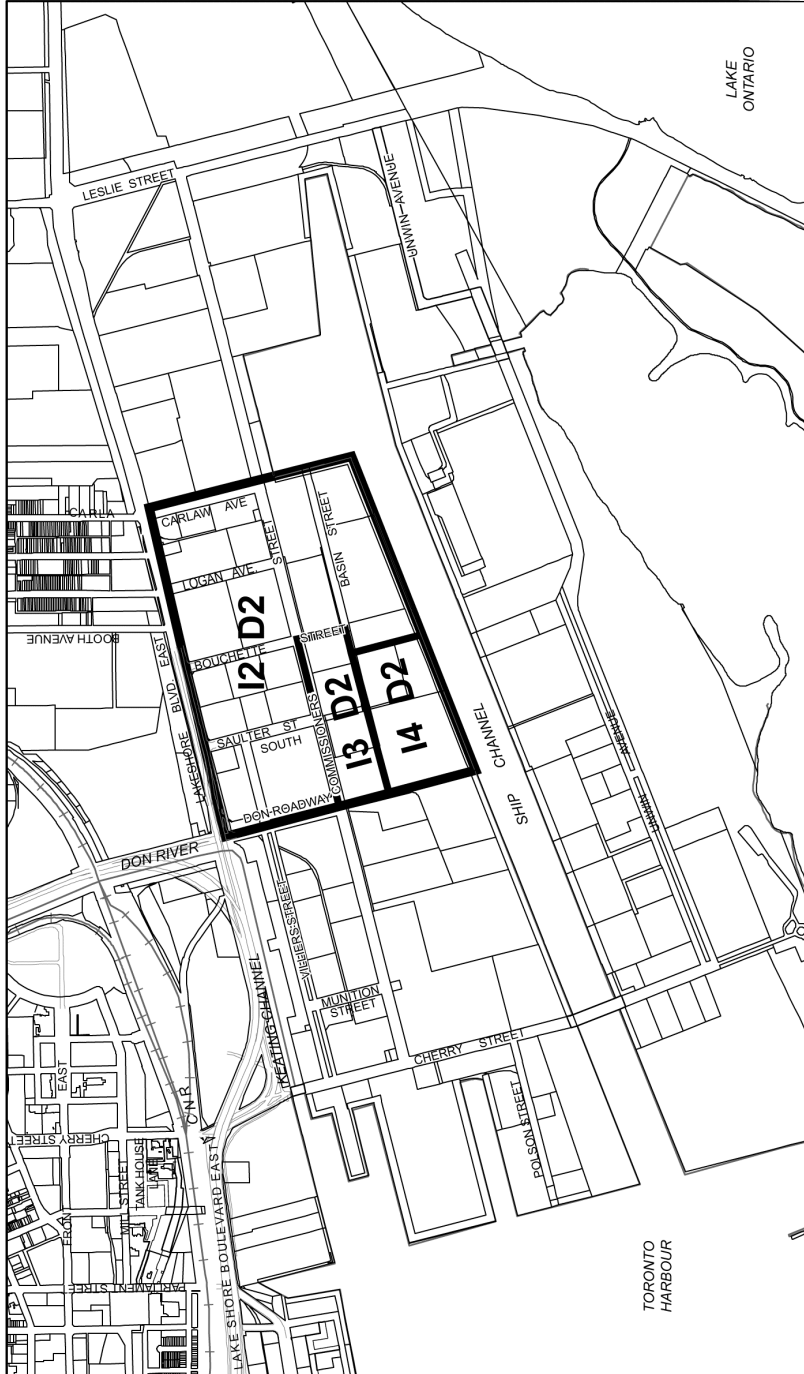 LAKE
ONTARIO
LESLIE STREET
UNWIN AVENUE
CARLA
CARLAW AVE
LOGAN AVE.
STREET
BASIN STREET
BOOTH AVENUE
LAKESHORE BLVD. EAST
BOUCHETTE STREET
I2 D2
SAULTER ST
SOUTH
COMMISSIONERS
I3 D2
I4 D2
DON ROADWAY
SHIP CHANNEL
UNWIN AVENUE
DON RIVER
VILLIERS STREET
KEATING CHANNEL
MUNITION
STREET
CHERRY STREET
POLSON STREET
C N R
EAST
CHERRY STREET
MILL STREET
TANK HOUSE
LANE
FRONT
PARLIAMENT STREET
LAKE SHORE BOULEVARD EAST
TORONTO
HARBOUR